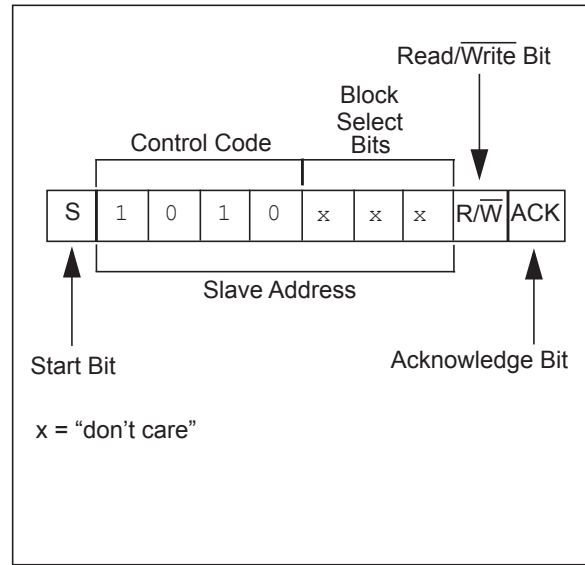 Read/Write Bit
Block
Select
Bits
Control Code
S 1 0 1 0 x x x R/W ACK
Slave Address
Start Bit
Acknowledge Bit
x = “don’t care”